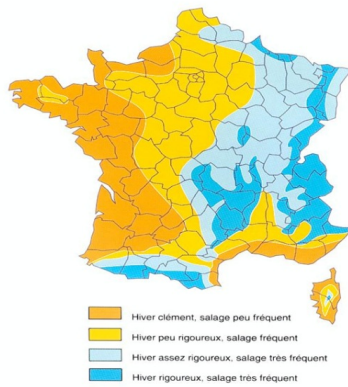 Hiver clément, salage peu fréquent
Hiver peu rigoureux, salage fréquent
Hiver assez rigoureux, salage très fréquent
Hiver rigoureux, salage très fréquent